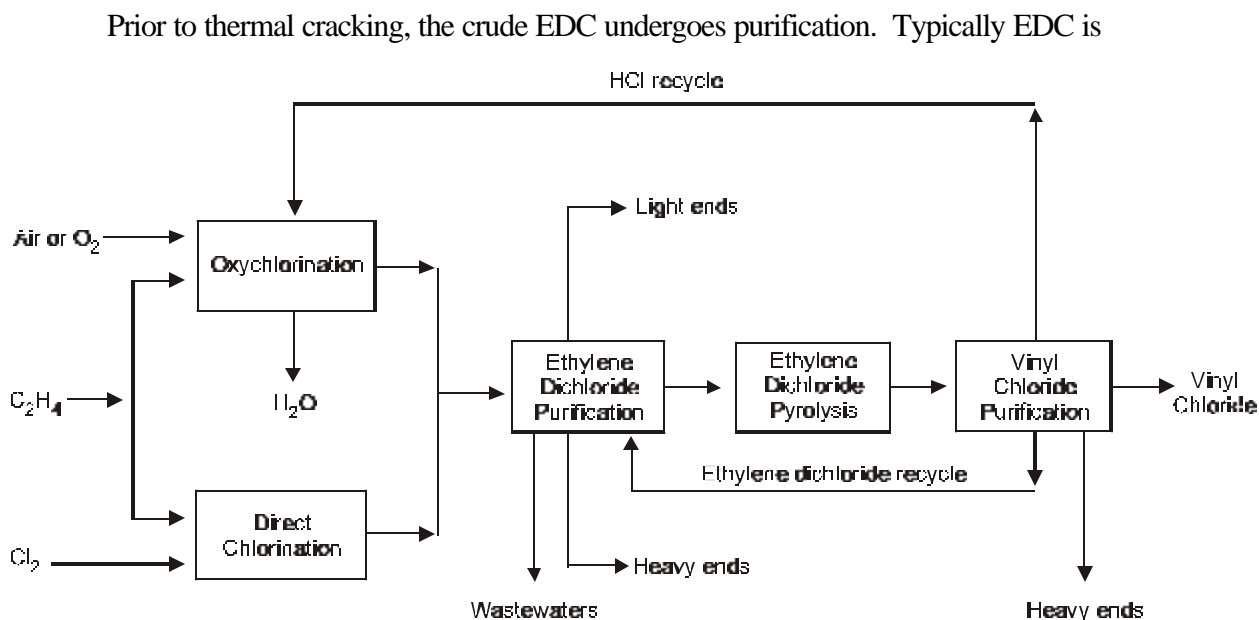 Prior to thermal cracking, the crude EDC undergoes purification. Typically EDC is
HCl recycle
Light ends
Air or O₂
Oxychlorination
Ethylene
Dichloride
Purification
Ethylene
Dichloride
Pyrolysis
Vinyl
Chloride
Purification
Vinyl
Chloride
C₂H₄
H₂O
Ethylene dichloride recycle
Direct
Chlorination
Cl₂
Heavy ends
Wastewaters
Heavy ends